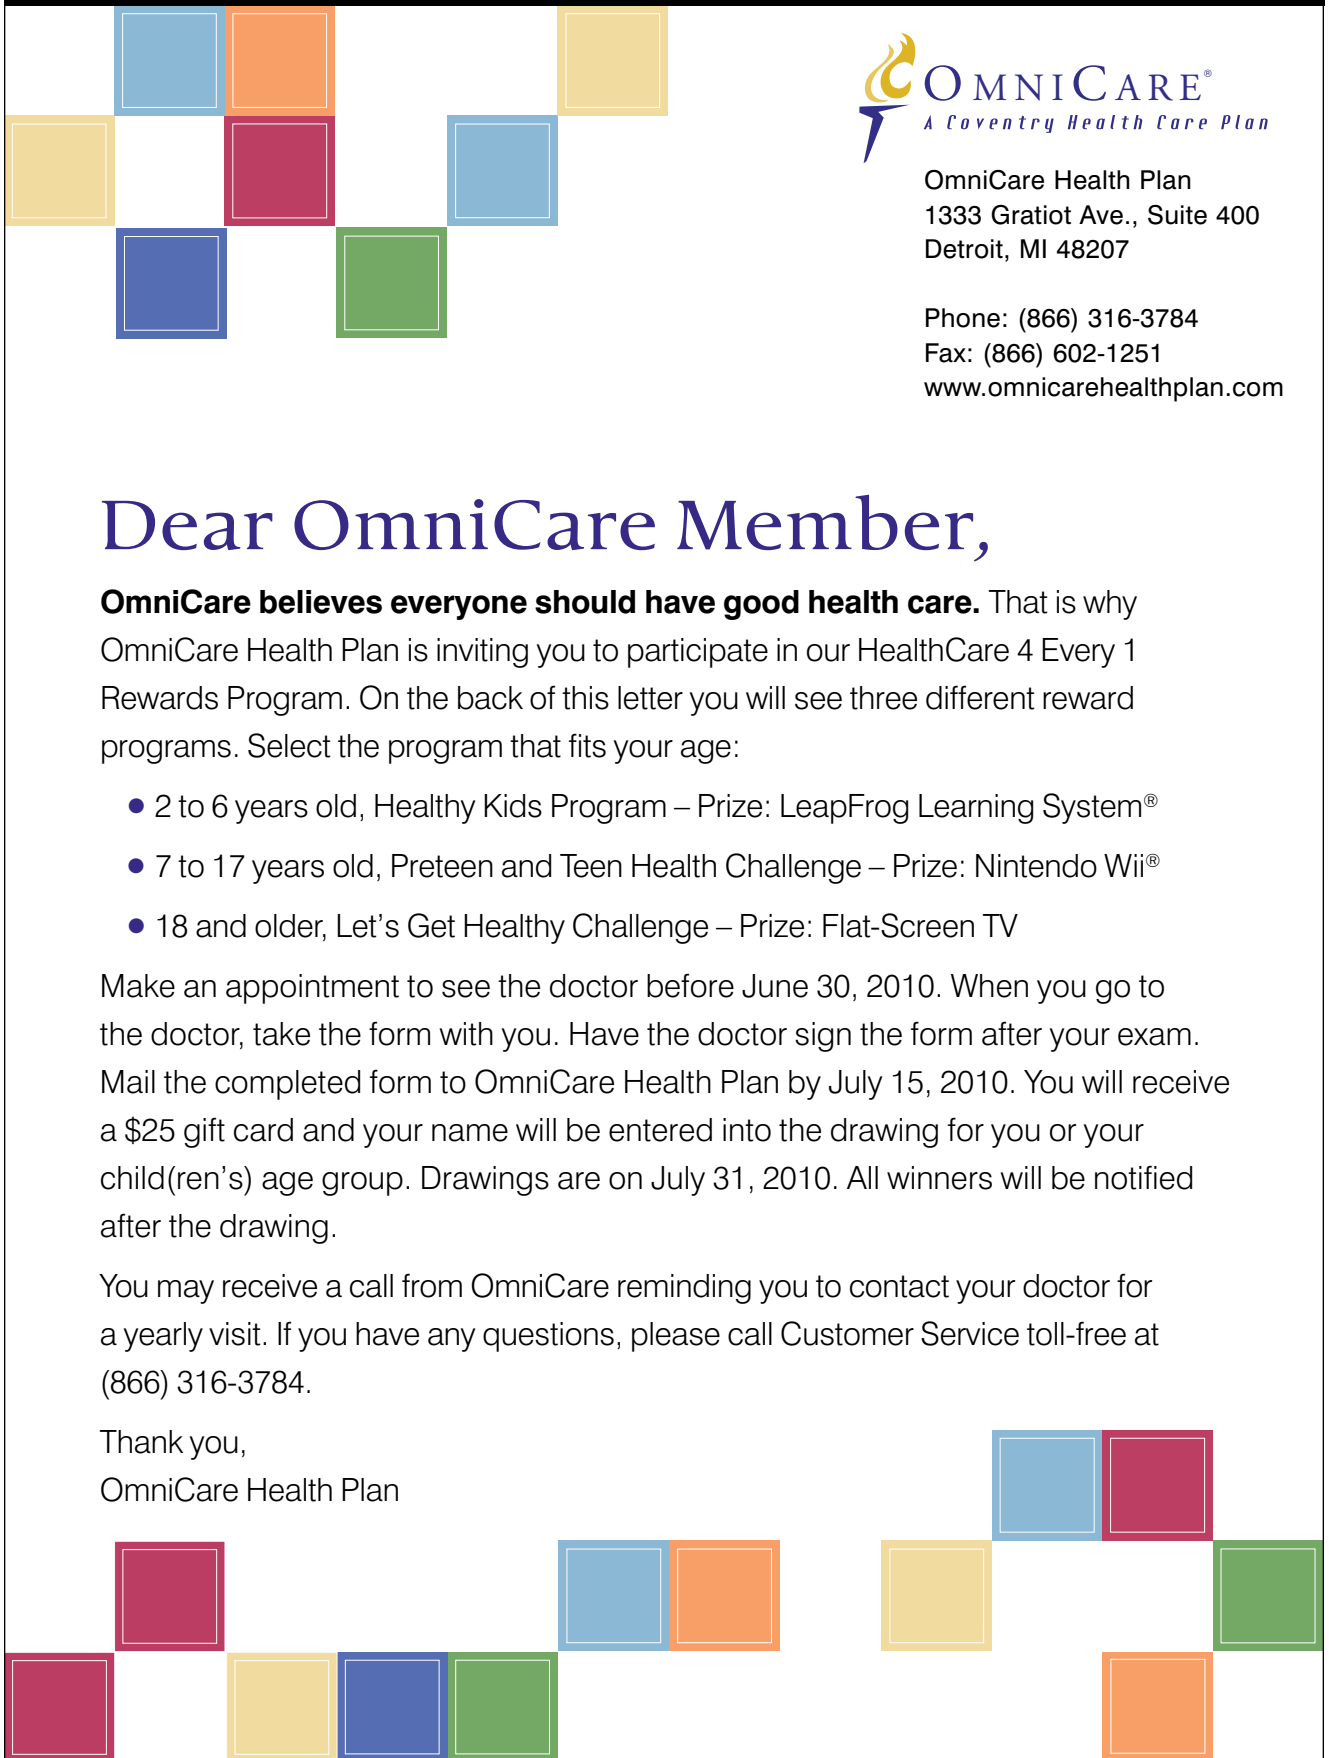 OMNICARE®
A Coventry Health Care Plan
OmniCare Health Plan
1333 Gratiot Ave., Suite 400
Detroit, MI 48207
Phone: (866) 316-3784
Fax: (866) 602-1251
www.omnicarehealthplan.com
Dear OmniCare Member,
OmniCare believes everyone should have good health care. That is why
OmniCare Health Plan is inviting you to participate in our HealthCare 4 Every 1
Rewards Program. On the back of this letter you will see three different reward
programs. Select the program that fits your age:
• 2 to 6 years old, Healthy Kids Program – Prize: LeapFrog Learning System®
• 7 to 17 years old, Preteen and Teen Health Challenge – Prize: Nintendo Wii®
• 18 and older, Let's Get Healthy Challenge – Prize: Flat-Screen TV
Make an appointment to see the doctor before June 30, 2010. When you go to
the doctor, take the form with you. Have the doctor sign the form after your exam.
Mail the completed form to OmniCare Health Plan by July 15, 2010. You will receive
a $25 gift card and your name will be entered into the drawing for you or your
child(ren's) age group. Drawings are on July 31, 2010. All winners will be notified
after the drawing.
You may receive a call from OmniCare reminding you to contact your doctor for
a yearly visit. If you have any questions, please call Customer Service toll-free at
(866) 316-3784.
Thank you,
OmniCare Health Plan